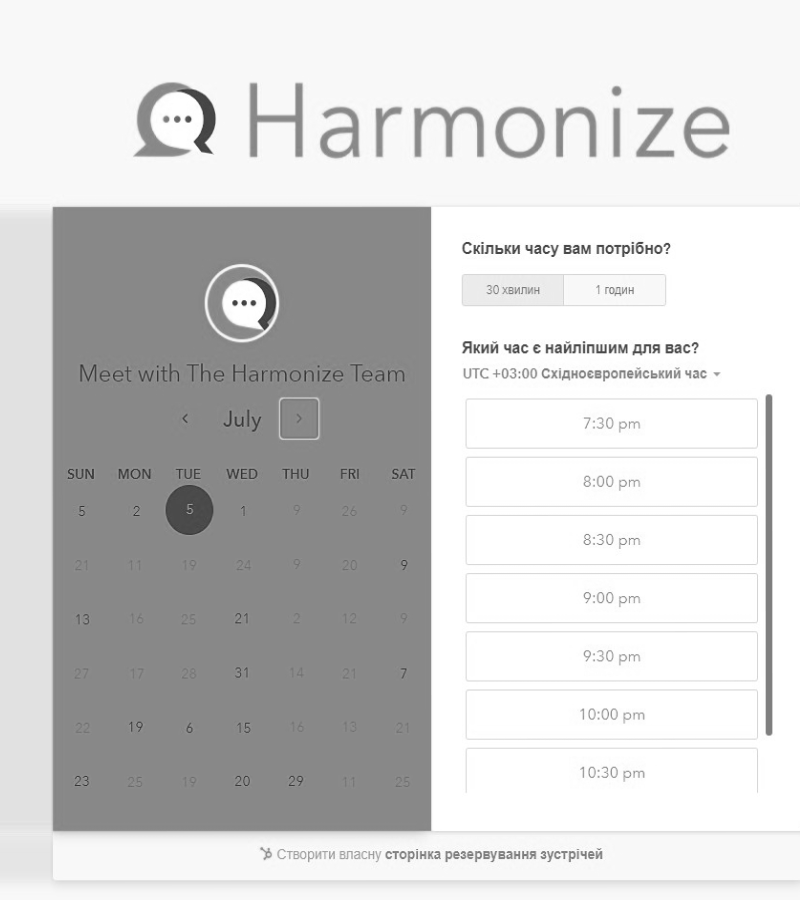 Harmonize
Meet with The Harmonize Team
July
SUN MON TUE WED THU FRI SAT
5 2 5 1 9 26 9
21 11 19 24 9 20 9
13 16 25 21 2 12 9
27 17 28 31 14 21 7
22 19 6 15 16 13 21
23 25 19 20 29 11 25
Скільки часу вам потрібно?
30 хвилин 1 годин
Який час є найліпшим для вас?
UTC +03:00 Східноєвропейський час
7:30 pm
8:00 pm
8:30 pm
9:00 pm
9:30 pm
10:00 pm
10:30 pm
Створити власну сторінка резервування зустрічей